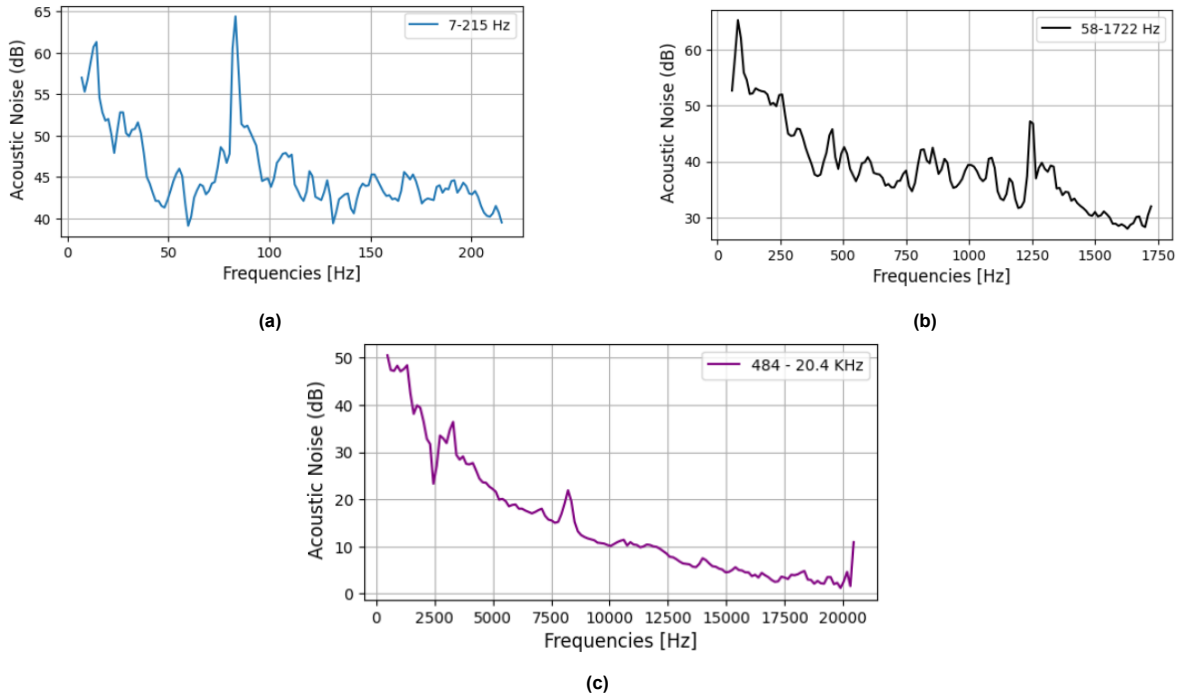 65
60
55
50
45
40
Acoustic Noise (dB)
7-215 Hz
0 50 100 150 200
Frequencies [Hz]
(a)
60
50
40
30
Acoustic Noise (dB)
58-1722 Hz
0 250 500 750 1000 1250 1500 1750
Frequencies [Hz]
(b)
50
40
30
20
10
0
Acoustic Noise (dB)
484 - 20.4 KHz
0 2500 5000 7500 10000 12500 15000 17500 20000
Frequencies [Hz]
(c)